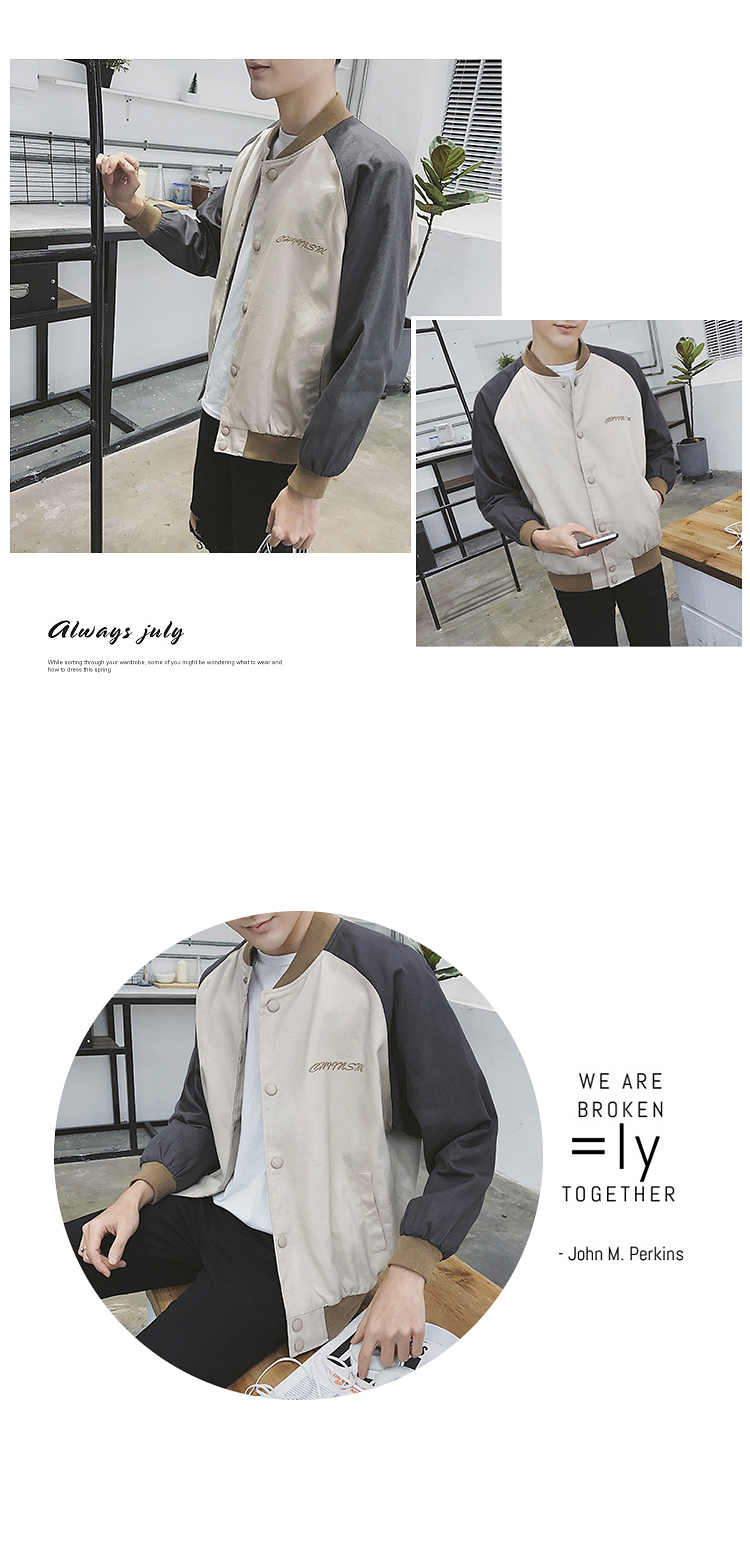 Always july
While sorting through your wardrobe, some of you might be wondering what to wear and
how to dress this spring
WE ARE
BROKEN
=ly
TOGETHER
- John M. Perkins